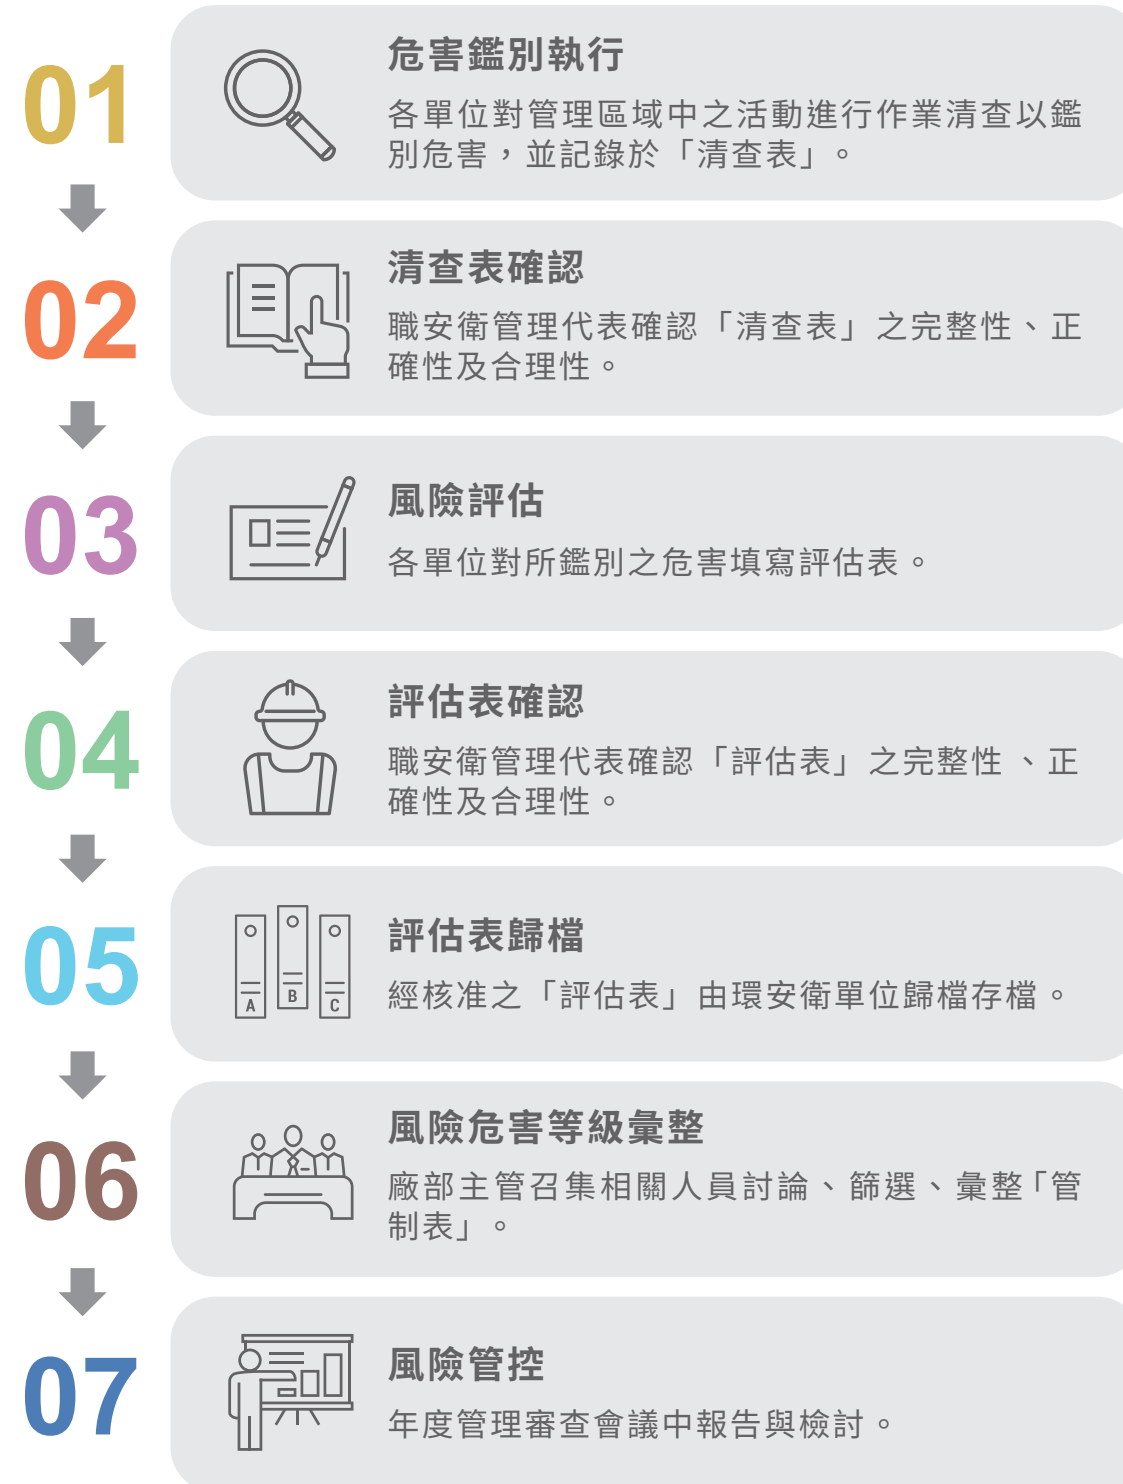 01
危害鑑別執行
各單位對管理區域中之活動進行作業清查以鑑
別危害，並記錄於「清查表」。
02
清查表確認
職安衛管理代表確認「清查表」之完整性、正
確性及合理性。
03
風險評估
各單位對所鑑別之危害填寫評估表。
04
評估表確認
職安衛管理代表確認「評估表」之完整性、正
確性及合理性。
05
A B C
評估表歸檔
經核准之「評估表」由環安衛單位歸檔存檔。
06
風險危害等級彙整
廠部主管召集相關人員討論、篩選、彙整「管
制表」。
07
風險管控
年度管理審查會議中報告與檢討。